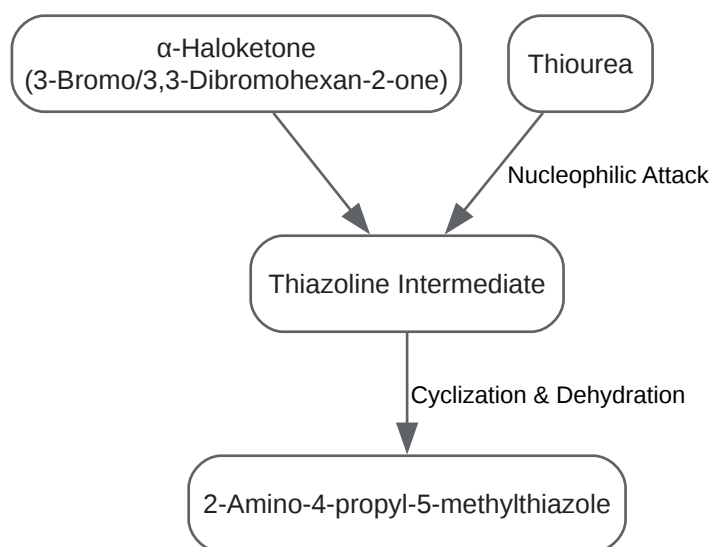 α-Haloketone
(3-Bromo/3,3-Dibromohexan-2-one)
Thiourea
Nucleophilic Attack
Thiazoline Intermediate
Cyclization & Dehydration
2-Amino-4-propyl-5-methylthiazole